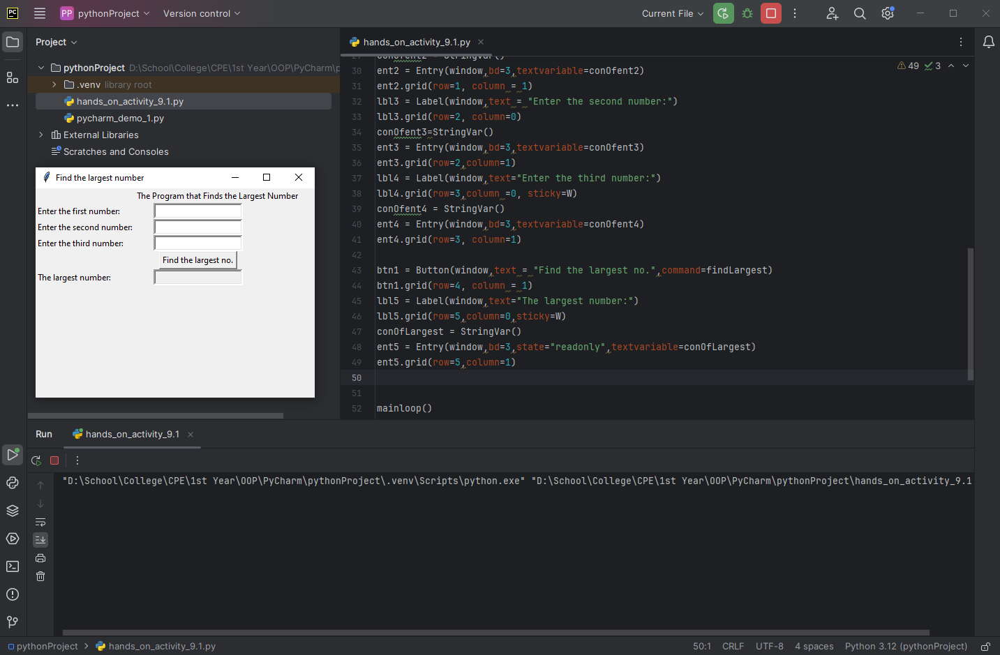 PC
PP pythonProject Version control Current File
Project
pythonProject D:\School\College\CPE\1st Year\OOP\PyCharm\p
.venv library root
hands_on_activity_9.1.py
pycharm_demo_1.py
External Libraries
Scratches and Consoles
Find the largest number
The Program that Finds the Largest Number
Enter the first number:
Enter the second number:
Enter the third number:
Find the largest no.
The largest number:
hands_on_activity_9.1.py
49 3
29 conOfent2 = StringVar()
30 ent2 = Entry(window,bd=3,textvariable=conOfent2)
31 ent2.grid(row=1, column = 1)
32 lbl3 = Label(window,text = "Enter the second number:")
33 lbl3.grid(row=2, column=0)
34 conOfent3=StringVar()
35 ent3 = Entry(window,bd=3,textvariable=conOfent3)
36 ent3.grid(row=2,column=1)
37 lbl4 = Label(window,text="Enter the third number:")
38 lbl4.grid(row=3,column =0, sticky=W)
39 conOfent4 = StringVar()
40 ent4 = Entry(window,bd=3,textvariable=conOfent4)
41 ent4.grid(row=3, column=1)
42
43 btn1 = Button(window,text = "Find the largest no.",command=findLargest)
44 btn1.grid(row=4, column = 1)
45 lbl5 = Label(window,text="The largest number:")
46 lbl5.grid(row=5,column=0,sticky=W)
47 conOfLargest = StringVar()
48 ent5 = Entry(window,bd=3,state="readonly",textvariable=conOfLargest)
49 ent5.grid(row=5,column=1)
50
51
52 mainloop()
Run hands_on_activity_9.1
"D:\School\College\CPE\1st Year\OOP\PyCharm\pythonProject\.venv\Scripts\python.exe" "D:\School\College\CPE\1st Year\OOP\PyCharm\pythonProject\hands_on_activity_9.1
pythonProject hands_on_activity_9.1.py 50:1 CRLF UTF-8 4 spaces Python 3.12 (pythonProject)